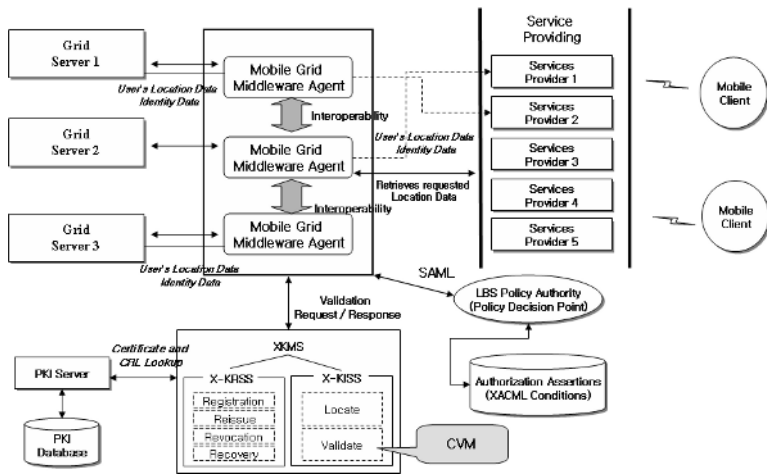 Grid
Server 1
User's Location Data
Identity Data
Grid
Server 2
Grid
Server 3
User's Location Data
Identity Data
Mobile Grid
Middleware Agent
Interoperability
Mobile Grid
Middleware Agent
Interoperability
Mobile Grid
Middleware Agent
User's Location Data
Identity Data
Retrieves requested
Location Data
Service
Providing
Services
Provider 1
Services
Provider 2
Services
Provider 3
Services
Provider 4
Services
Provider 5
Mobile
Client
Mobile
Client
Validation
Request / Response
SAML
LBS Policy Authority
(Policy Decision Point)
Authorization Assertions
(XACML Conditions)
Certificate and
CRL Lookup
PKI Server
PKI
Database
XKMS
X-KRSS
Registration
Reissue
Revocation
Recovery
X-KISS
Locate
Validate
CVM